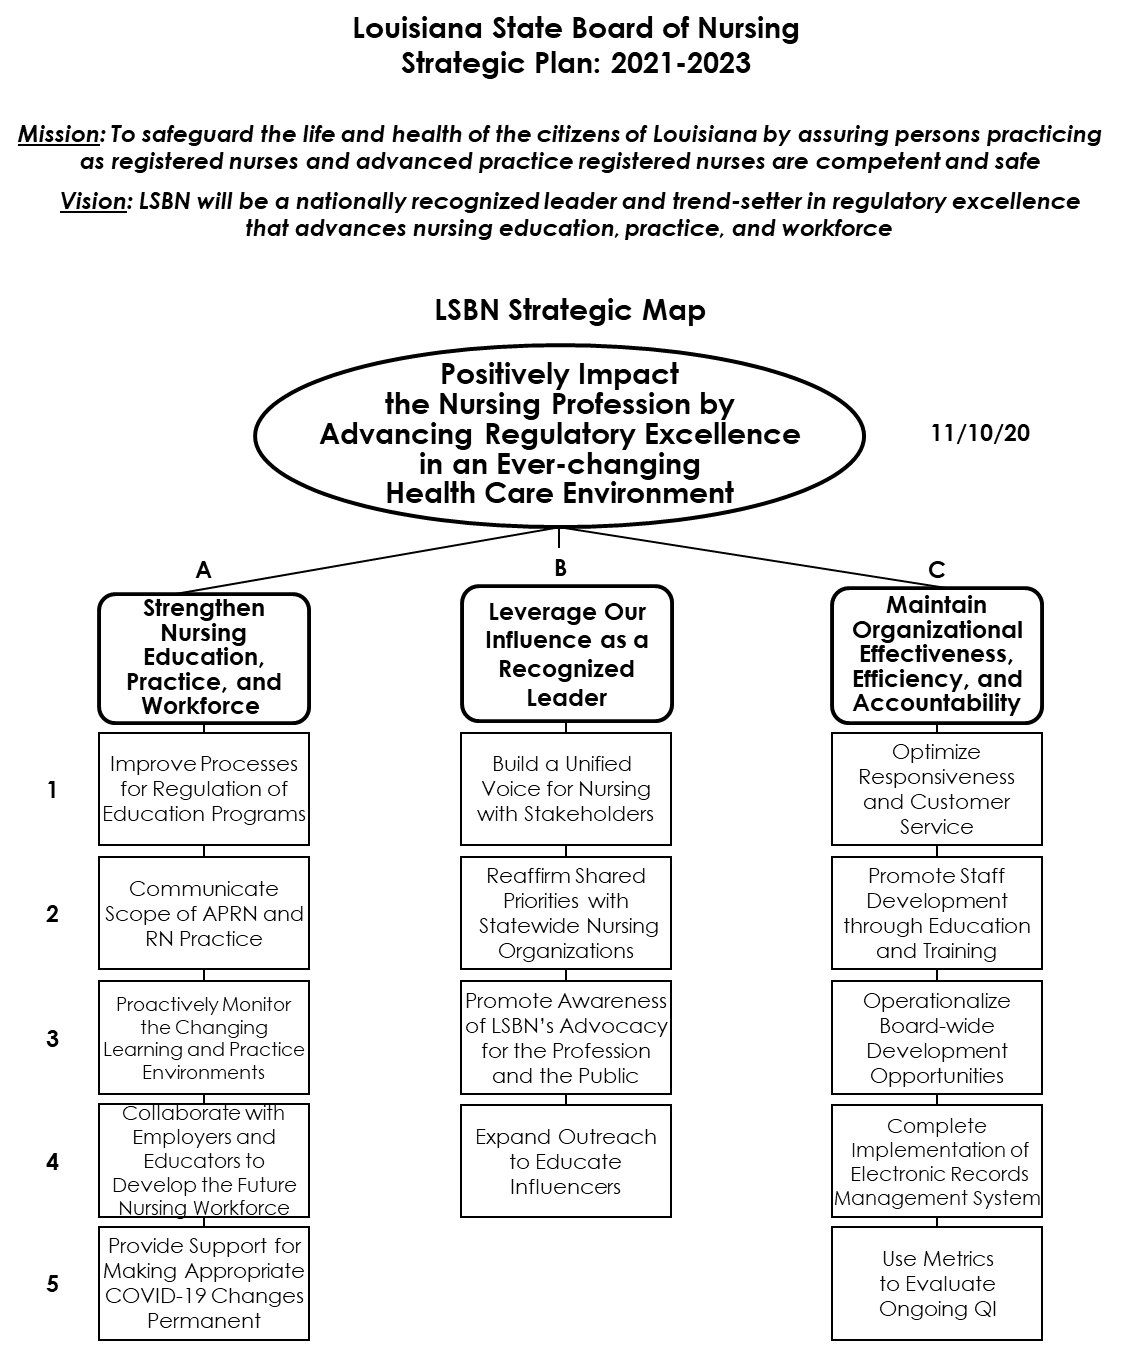 Louisiana State Board of Nursing
Strategic Plan: 2021-2023
Mission: To safeguard the life and health of the citizens of Louisiana by assuring persons practicing
as registered nurses and advanced practice registered nurses are competent and safe
Vision: LSBN will be a nationally recognized leader and trend-setter in regulatory excellence
that advances nursing education, practice, and workforce
LSBN Strategic Map
Positively Impact
the Nursing Profession by
Advancing Regulatory Excellence
in an Ever-changing
Health Care Environment
11/10/20
A
Strengthen
Nursing
Education,
Practice, and
Workforce
B
Leverage Our
Influence as a
Recognized
Leader
C
Maintain
Organizational
Effectiveness,
Efficiency, and
Accountability
1
Improve Processes
for Regulation of
Education Programs
Build a Unified
Voice for Nursing
with Stakeholders
Optimize
Responsiveness
and Customer
Service
2
Communicate
Scope of APRN and
RN Practice
Reaffirm Shared
Priorities with
Statewide Nursing
Organizations
Promote Staff
Development
through Education
and Training
3
Proactively Monitor
the Changing
Learning and Practice
Environments
Promote Awareness
of LSBN’s Advocacy
for the Profession
and the Public
Operationalize
Board-wide
Development
Opportunities
4
Collaborate with
Employers and
Educators to
Develop the Future
Nursing Workforce
Expand Outreach
to Educate
Influencers
Complete
Implementation of
Electronic Records
Management System
5
Provide Support for
Making Appropriate
COVID-19 Changes
Permanent
Use Metrics
to Evaluate
Ongoing QI